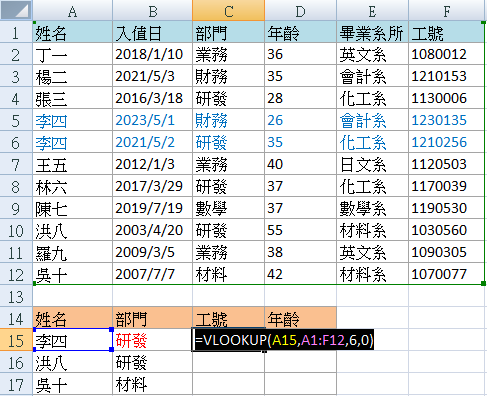 A B C D E F
1 姓名 入值日 部門 年齡 畢業系所 工號
2 丁一 2018/1/10 業務 36 英文系 1080012
3 楊二 2021/5/3 財務 35 會計系 1210153
4 張三 2016/3/18 研發 28 化工系 1130006
5 李四 2023/5/1 財務 26 會計系 1230135
6 李四 2021/5/2 研發 35 化工系 1210256
7 王五 2012/1/3 業務 40 日文系 1120503
8 林六 2017/3/29 研發 37 化工系 1170039
9 陳七 2019/7/19 數學 37 數學系 1190530
10 洪八 2003/4/20 研發 55 材料系 1030560
11 羅九 2009/3/5 業務 38 英文系 1090305
12 吳十 2007/7/7 材料 42 材料系 1070077
13
14 姓名 部門 工號 年齡
15 李四 研發 =VLOOKUP(A15,A1:F12,6,0)
16 洪八 研發
17 吳十 材料